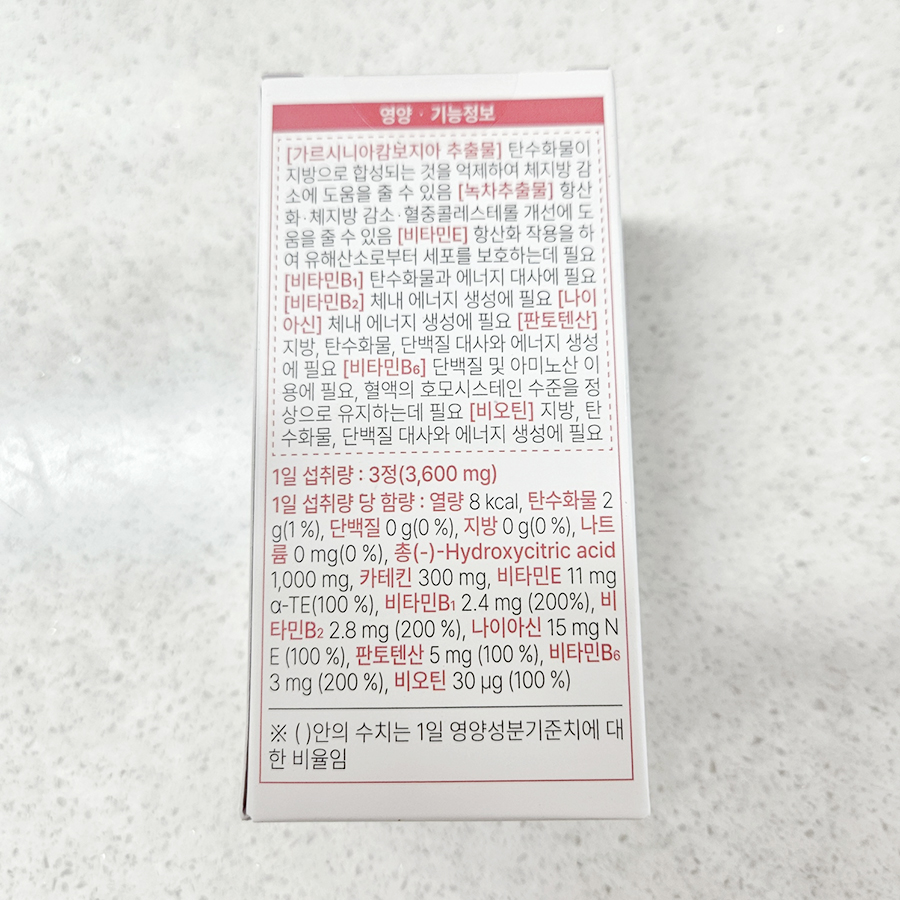 영양 · 기능정보
[가르시니아캄보지아 추출물] 탄수화물이
지방으로 합성되는 것을 억제하여 체지방 감
소에 도움을 줄 수 있음 [녹차추출물] 항산
화·체지방 감소·혈중콜레스테롤 개선에 도
움을 줄 수 있음 [비타민E] 항산화 작용을 하
여 유해산소로부터 세포를 보호하는데 필요
[비타민B₁] 탄수화물과 에너지 대사에 필요
[비타민B₂] 체내 에너지 생성에 필요 [나이
아신] 체내 에너지 생성에 필요 [판토텐산]
지방, 탄수화물, 단백질 대사와 에너지 생성
에 필요 [비타민B₆] 단백질 및 아미노산 이
용에 필요, 혈액의 호모시스테인 수준을 정
상으로 유지하는데 필요 [비오틴] 지방, 탄
수화물, 단백질 대사와 에너지 생성에 필요
1일 섭취량 : 3정(3,600 mg)
1일 섭취량 당 함량 : 열량 8 kcal, 탄수화물 2
g(1 %), 단백질 0 g(0 %), 지방 0 g(0 %), 나트
륨 0 mg(0 %), 총(-)-Hydroxycitric acid
1,000 mg, 카테킨 300 mg, 비타민E 11 mg
α-TE(100 %), 비타민B₁ 2.4 mg (200%), 비
타민B₂ 2.8 mg (200 %), 나이아신 15 mg N
E (100 %), 판토텐산 5 mg (100 %), 비타민B₆
3 mg (200 %), 비오틴 30 µg (100 %)
※ ( )안의 수치는 1일 영양성분기준치에 대
한 비율임